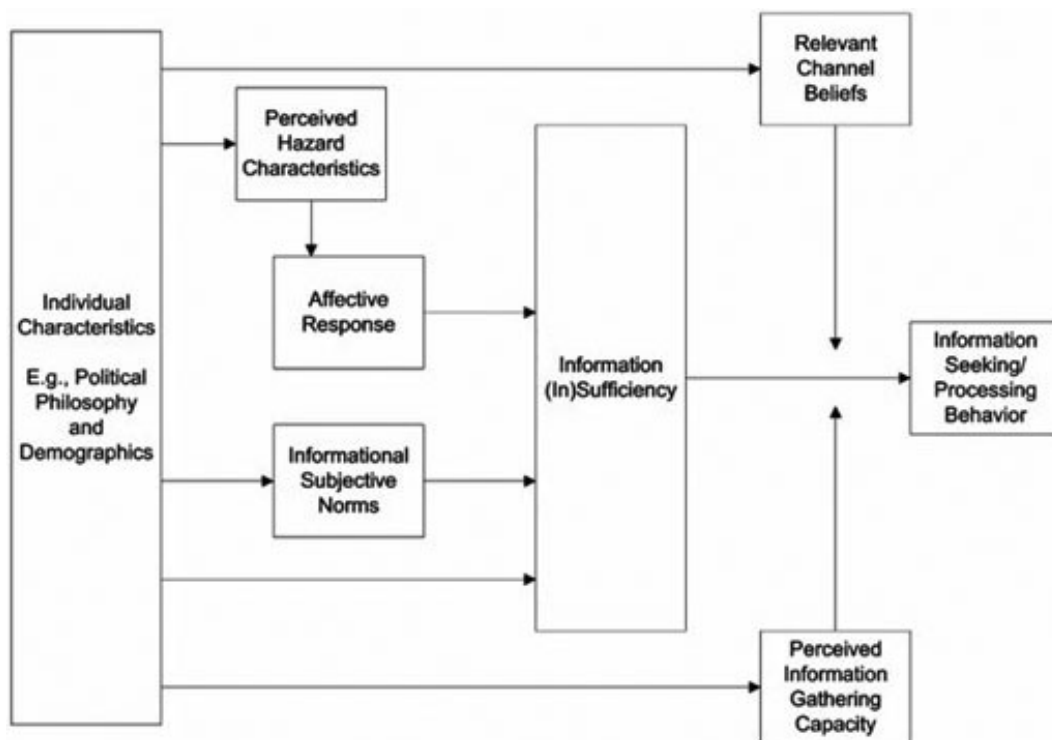 Relevant
Channel
Beliefs
Perceived
Hazard
Characteristics
Individual
Characteristics
E.g., Political
Philosophy
and
Demographics
Affective
Response
Information
(In)Sufficiency
Information
Seeking/
Processing
Behavior
Informational
Subjective
Norms
Perceived
Information
Gathering
Capacity